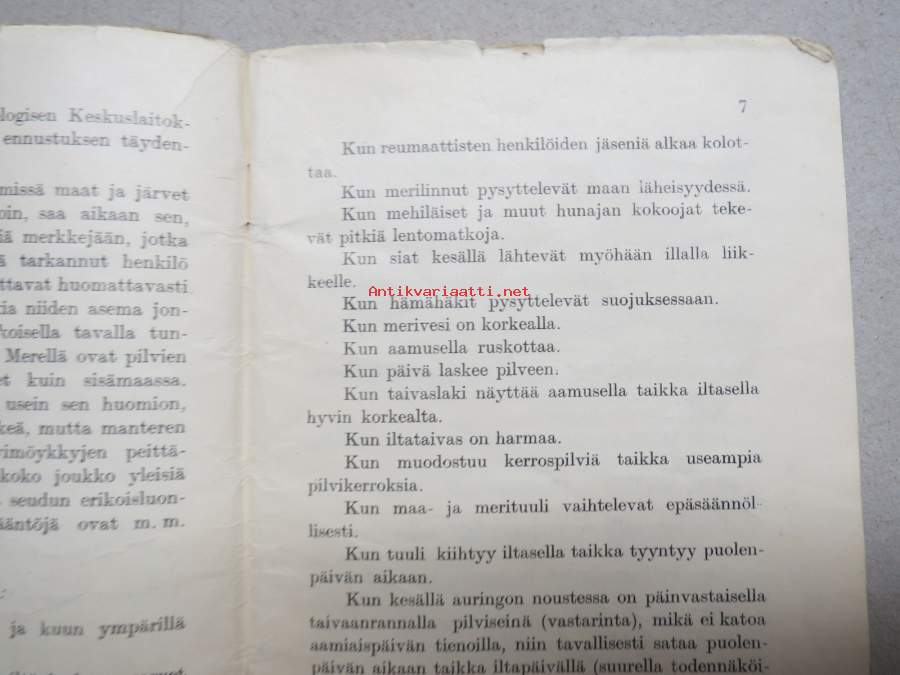 logisen Keskuslaitok-
ennustuksen täyden-
missä maat ja järvet
oin, saa aikaan sen,
iä merkkejään, jotka
ä tarkannut henkilö
ttavat huomattavasti
ia niiden asema jon-
koisella tavalla tun-
Merellä ovat pilvien
et kuin sisämaassa.
usein sen huomion,
keä, mutta manteren
vimöykkyjen peittä-
koko joukko yleisiä
seudun erikoisluon-
ääntöjä ovat m. m.
ja kuun ympärillä
7
Kun reumaattisten henkilöiden jäseniä alkaa kolot-
taa.
Kun merilinnut pysyttelevät maan läheisyydessä.
Kun mehiläiset ja muut hunajan kokoojat teke-
vät pitkiä lentomatkoja.
Kun siat kesällä lähtevät myöhään illalla liik-
keelle.
Antikvariaatti.net
Kun hämähäkit pysyttelevät suojuksessaan.
Kun merivesi on korkealla.
Kun aamusella ruskottaa.
Kun päivä laskee pilveen.
Kun taivaslaki näyttää aamusella taikka iltasella
hyvin korkealta.
Kun iltataivas on harmaa.
Kun muodostuu kerrospilviä taikka useampia
pilvikerroksia.
Kun maa- ja merituuli vaihtelevat epäsäännöl-
lisesti.
Kun tuuli kiihtyy iltasella taikka tyyntyy puolen-
päivän aikaan.
Kun kesällä auringon noustessa on päinvastaisella
taivaanrannalla pilviseinä (vastarinta), mikä ei katoa
aamiaispäivän tienoilla, niin tavallisesti sataa puolen-
päivän aikaan taikka iltapäivällä (suurella todennäköi-